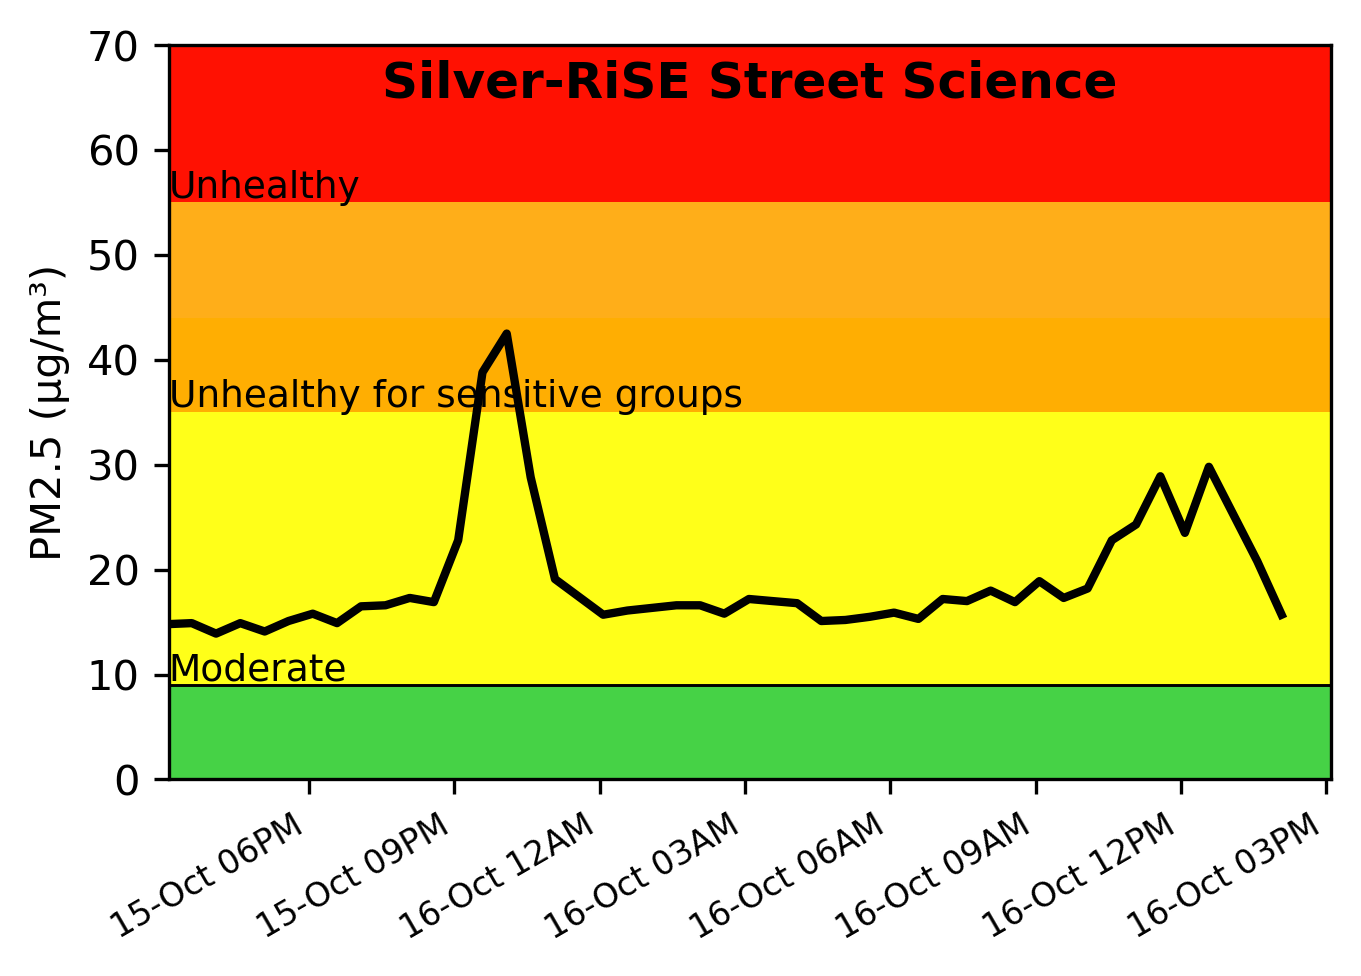 Silver-RiSE Street Science
70
60
Unhealthy
50
40
Unhealthy for sensitive groups
30
20
Moderate
10
0
PM2.5 (µg/m³)
15-Oct 06PM
15-Oct 09PM
16-Oct 12AM
16-Oct 03AM
16-Oct 06AM
16-Oct 09AM
16-Oct 12PM
16-Oct 03PM